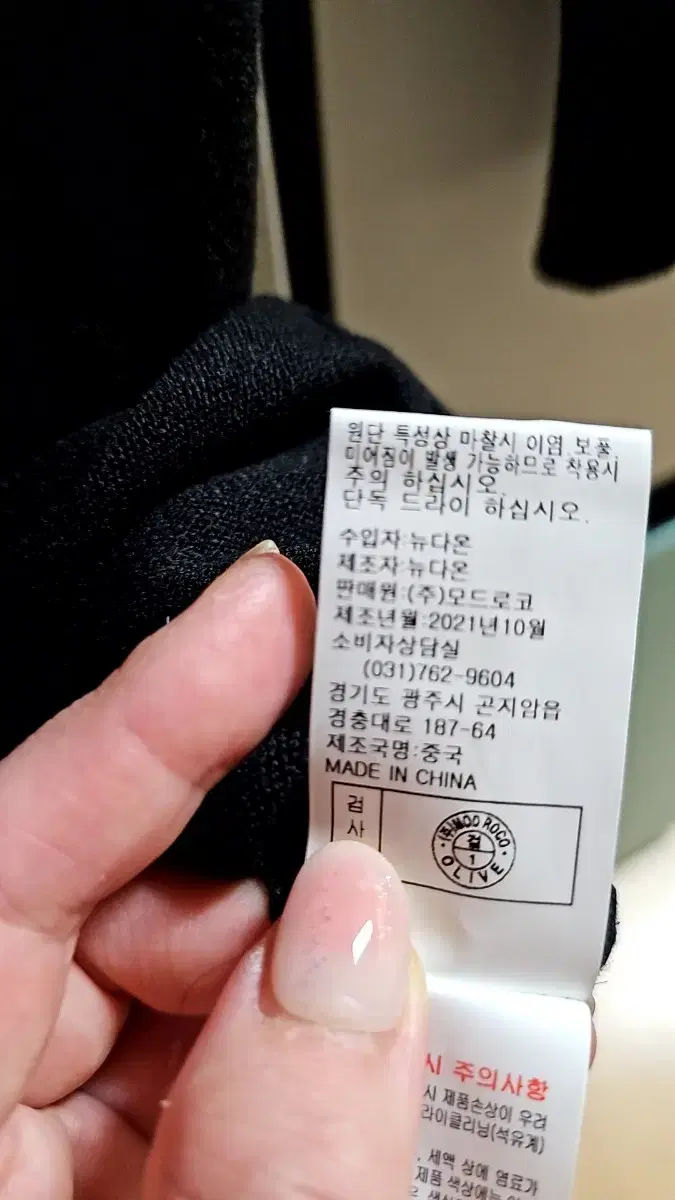 원단 특성상 마찰시 이염.보풀,
미어짐이 발생 가능하므로 착용시
주의 하십시오.
단독 드라이 하십시오.
수입자:뉴다온
제조자:뉴다온
판매원:(주)모드로코
제조년월:2021년10월
소비자상담실
(031)762-9604
경기도 광주시 곤지암읍
경충대로 187-64
제조국명:중국
MADE IN CHINA
검
사
(주)MOD ROCO
검
1
OLIVE
시 주의사항
시 제품손상이 우려
라이클리닝(석유계)
, 세액 상에 염료가
제품 색상에는